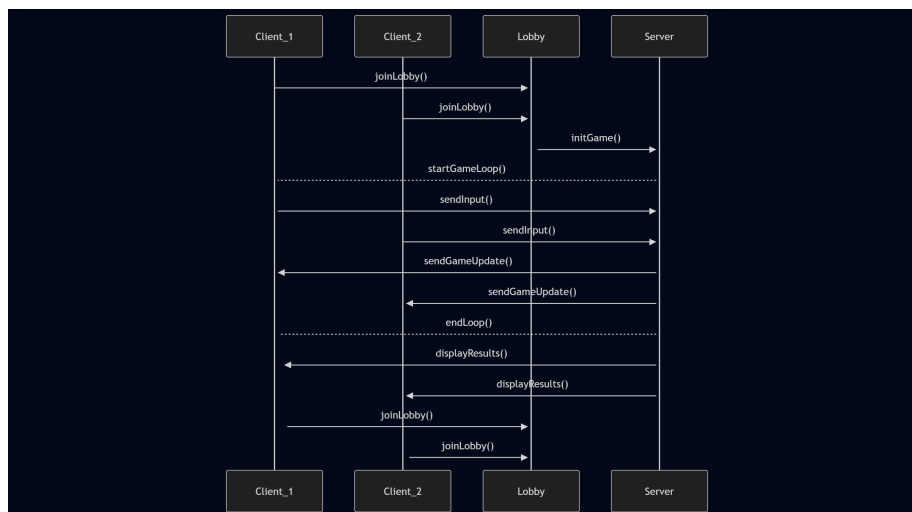 Client_1 Client_2 Lobby Server
joinLobby()
joinLobby()
initGame()
startGameLoop()
sendInput()
sendInput()
sendGameUpdate()
sendGameUpdate()
endLoop()
displayResults()
displayResults()
joinLobby()
joinLobby()
Client_1 Client_2 Lobby Server